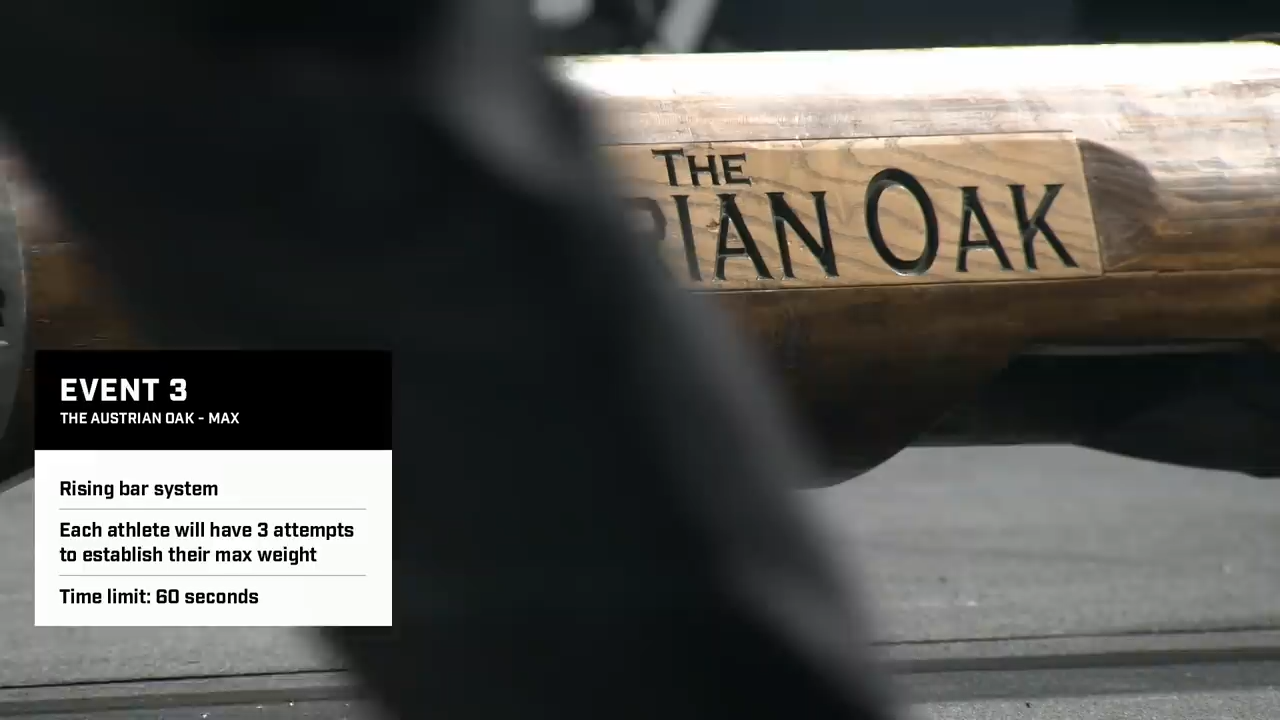 THE
IAN OAK
EVENT 3
THE AUSTRIAN OAK - MAX
Rising bar system
Each athlete will have 3 attempts
to establish their max weight
Time limit: 60 seconds